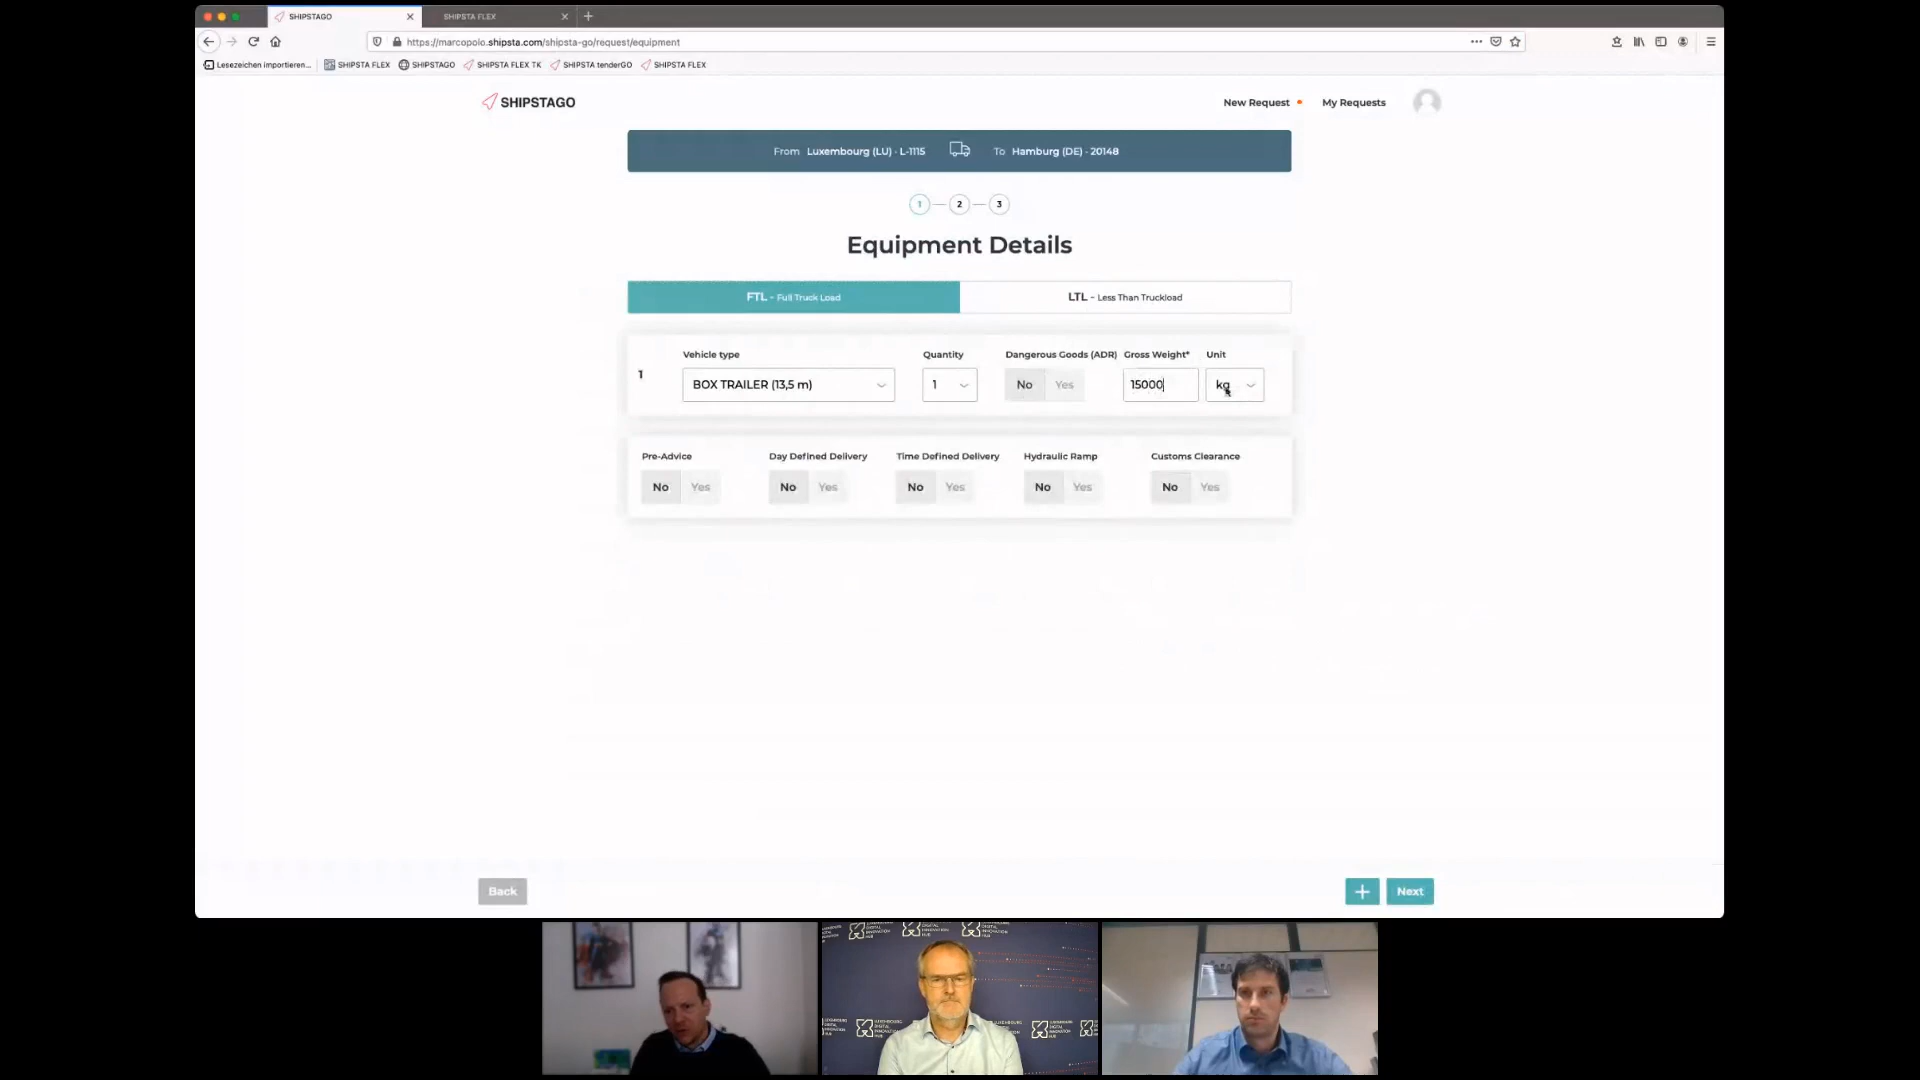 SHIPSTAGO
SHIPSTA FLEX
https://marcopolo.shipsta.com/shipsta-go/request/equipment
Lesezeichen importieren...
SHIPSTA FLEX
SHIPSTAGO
SHIPSTA FLEX TK
SHIPSTA tenderGO
SHIPSTA FLEX
SHIPSTAGO
New Request
My Requests
From Luxembourg (LU) - L-1115
To Hamburg (DE) - 20148
1
2
3
Equipment Details
FTL - Full Truck Load
LTL - Less Than Truckload
Vehicle type
Quantity
Dangerous Goods (ADR)
Gross Weight*
Unit
1
BOX TRAILER (13,5 m)
1
No
Yes
15000
kg
Pre-Advice
Day Defined Delivery
Time Defined Delivery
Hydraulic Ramp
Customs Clearance
No
Yes
No
Yes
No
Yes
No
Yes
No
Yes
Back
+
Next
LUXEMBOURG
DIGITAL
INNOVATION
HUB